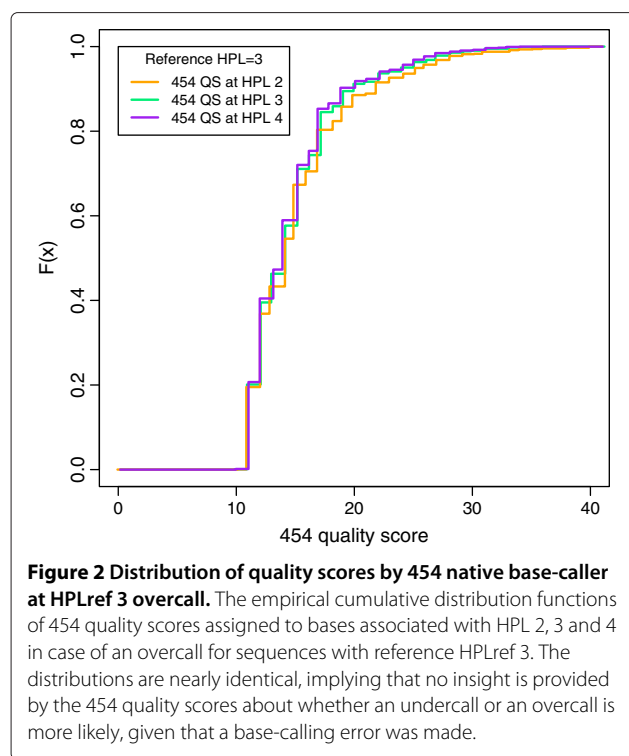 Reference HPL=3
454 QS at HPL 2
454 QS at HPL 3
454 QS at HPL 4
1.0
0.8
0.6
0.4
0.2
0.0
F(x)
0 10 20 30 40
454 quality score
Figure 2 Distribution of quality scores by 454 native base-caller
at HPLref 3 overcall. The empirical cumulative distribution functions
of 454 quality scores assigned to bases associated with HPL 2, 3 and 4
in case of an overcall for sequences with reference HPLref 3. The
distributions are nearly identical, implying that no insight is provided
by the 454 quality scores about whether an undercall or an overcall is
more likely, given that a base-calling error was made.